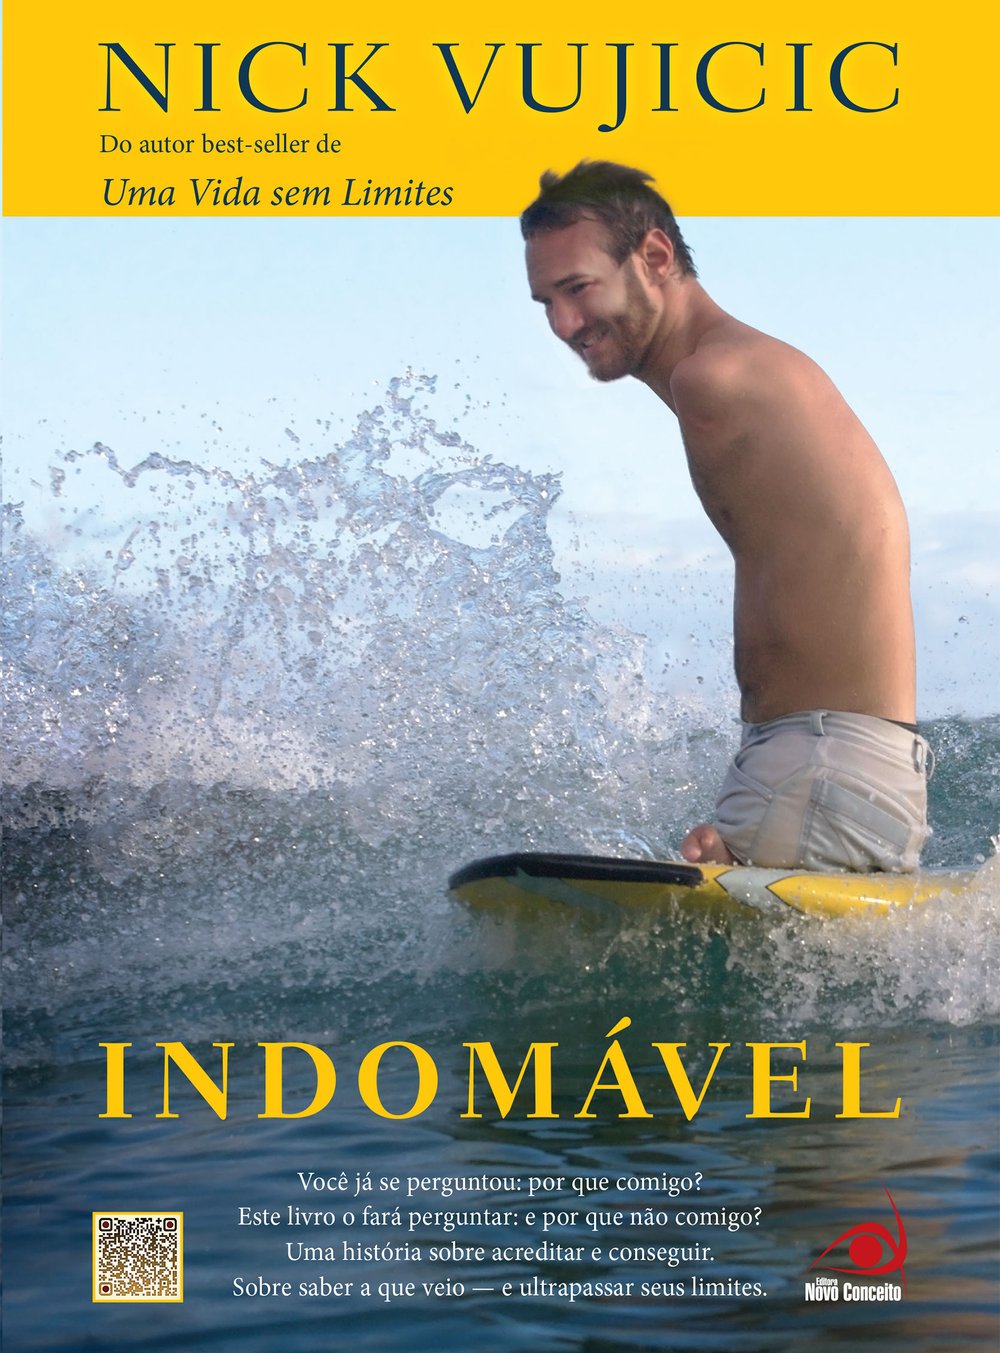 NICK VUJICIC
Do autor best-seller de
Uma Vida sem Limites
INDOMÁVEL
Você já se perguntou: por que comigo?
Este livro o fará perguntar: e por que não comigo?
Uma história sobre acreditar e conseguir.
Sobre saber a que veio — e ultrapassar seus limites.
Editora
Novo Conceito